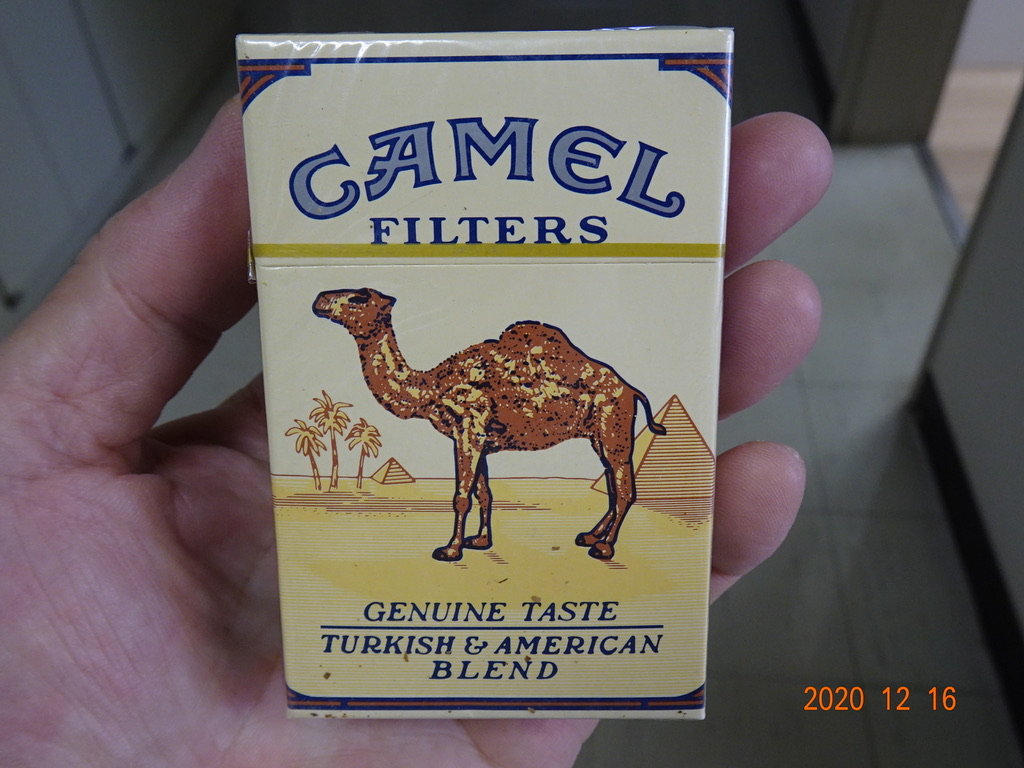 CAMEL
FILTERS
GENUINE TASTE
TURKISH & AMERICAN
BLEND
2020 12 16